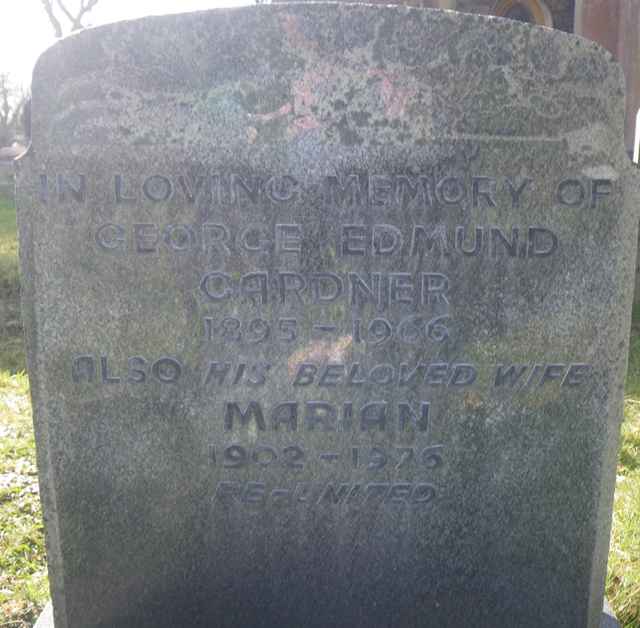 IN LOVING MEMORY OF
GEORGE EDMUND
GARDNER
1895 - 1966
ALSO HIS BELOVED WIFE
MARIAN
1902 - 1976
RE-UNITED